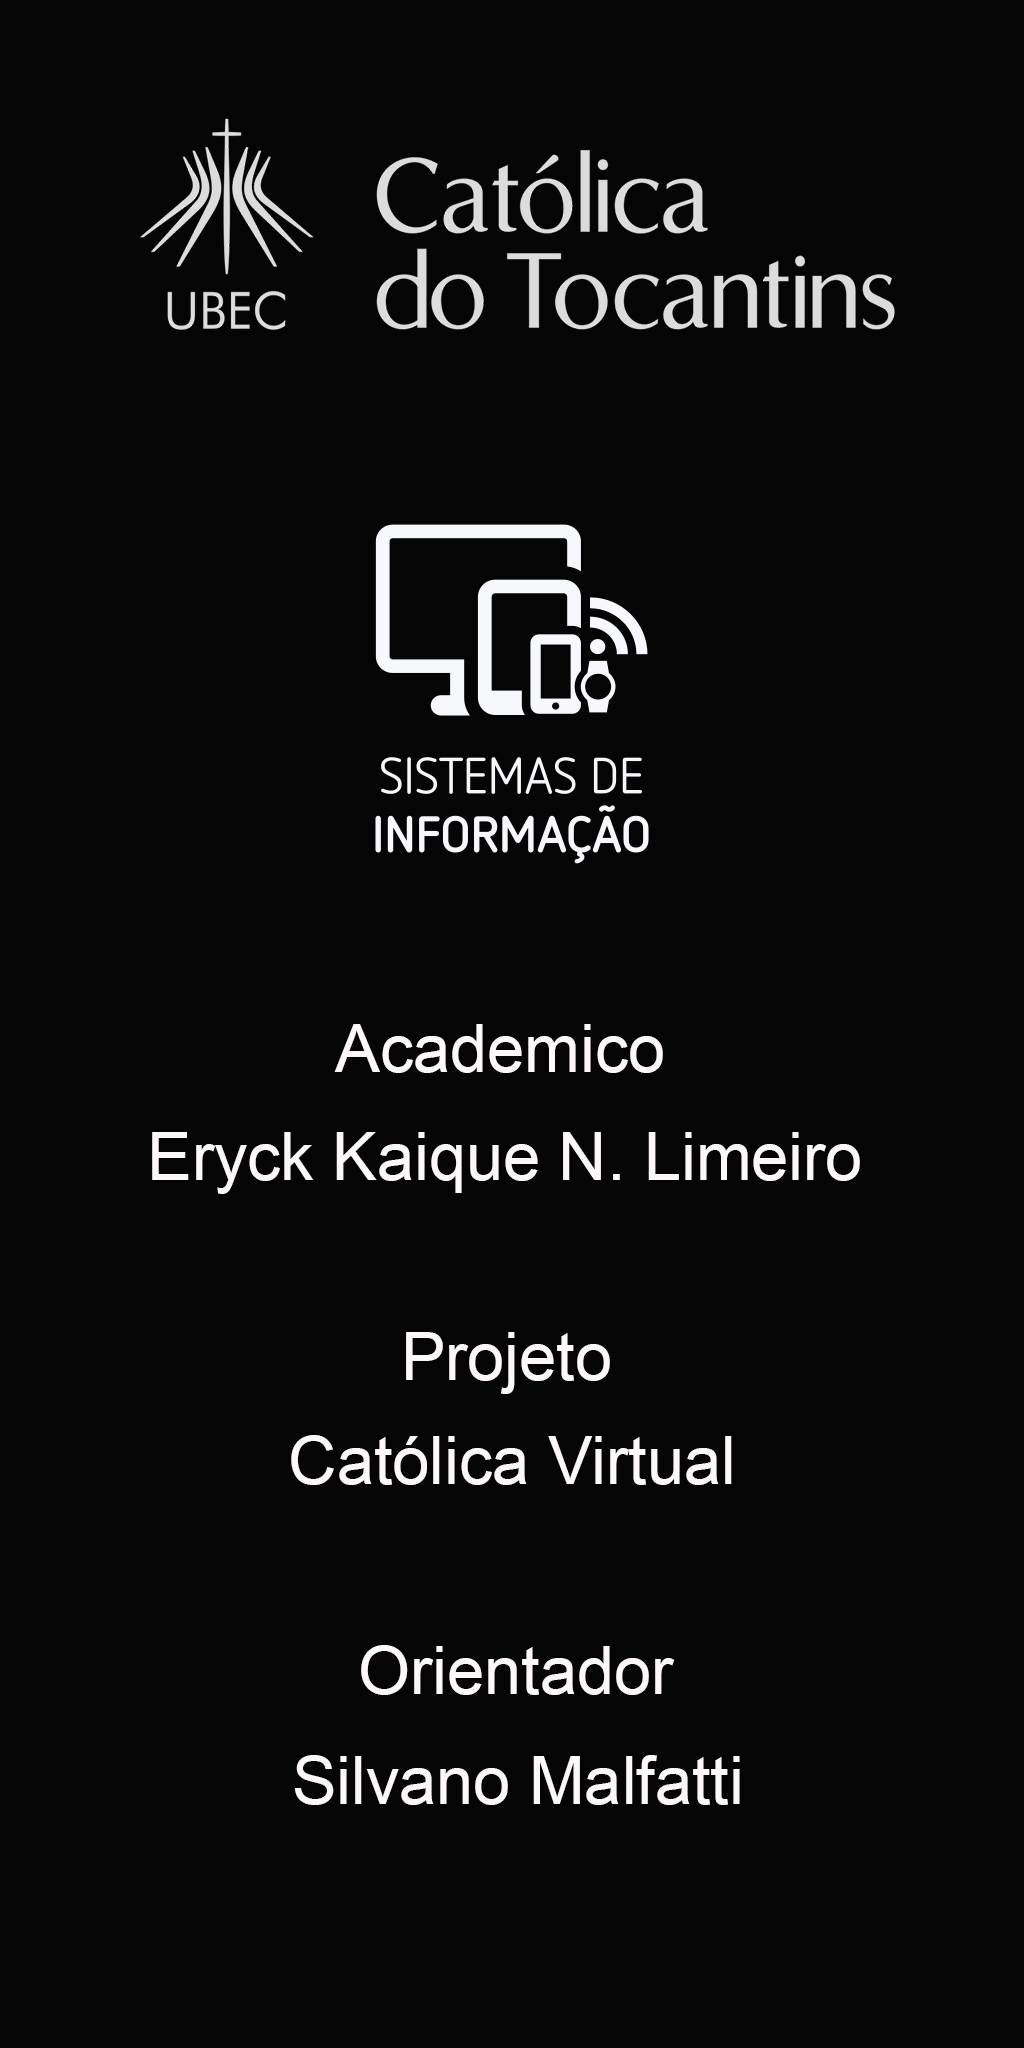 Católica
do Tocantins
UBEC
SISTEMAS DE
INFORMAÇÃO
Academico
Eryck Kaique N. Limeiro
Projeto
Católica Virtual
Orientador
Silvano Malfatti